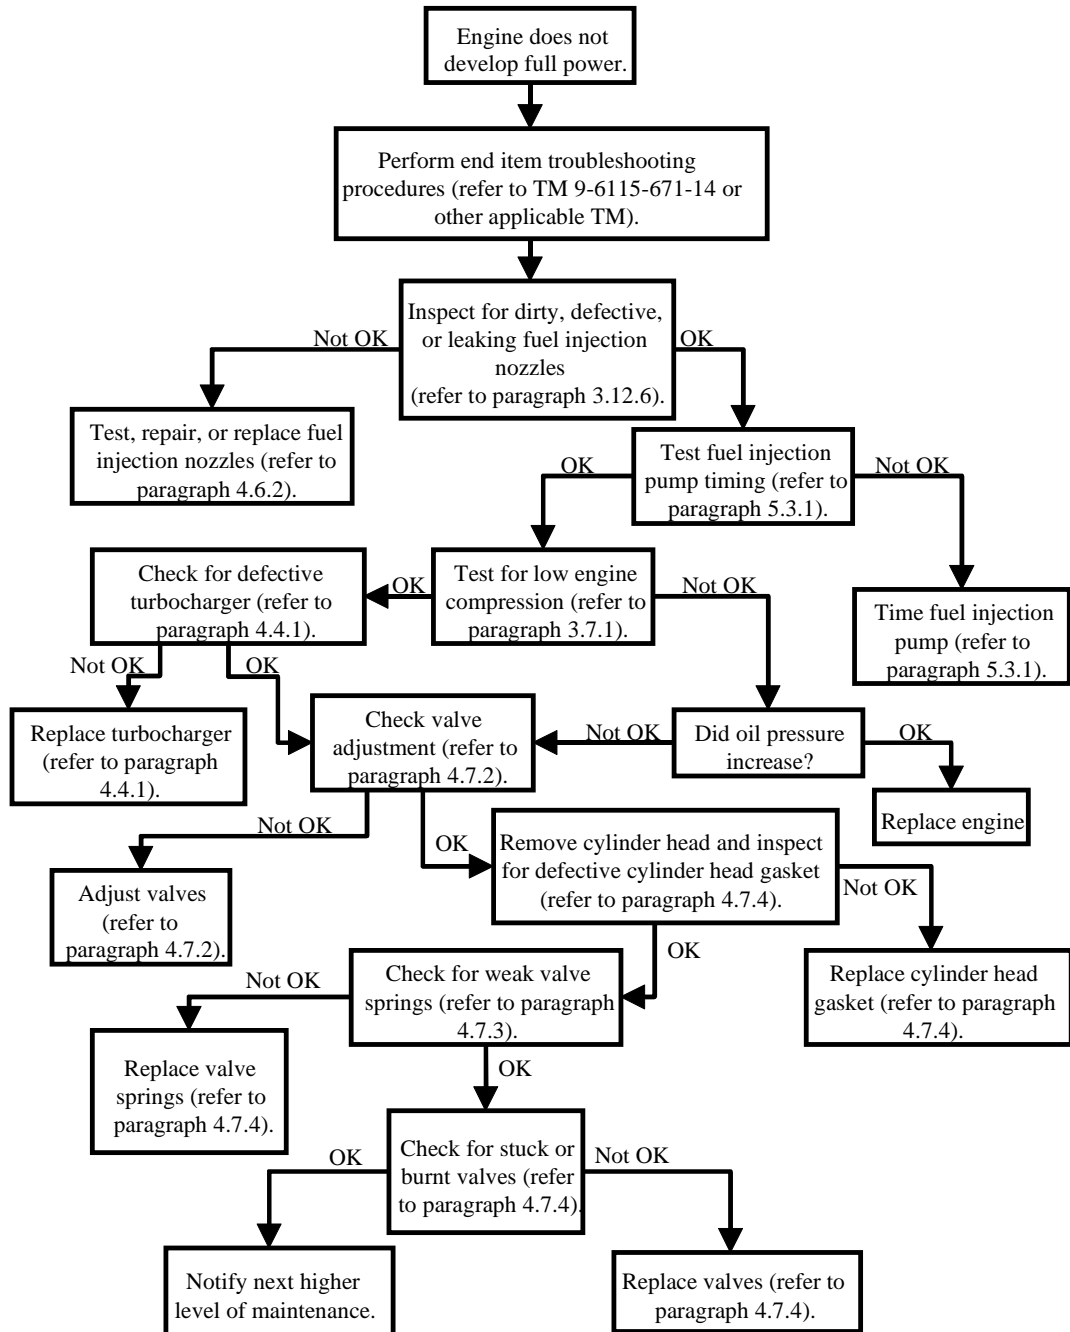 Engine does not
develop full power.
Perform end item troubleshooting
procedures (refer to TM 9-6115-671-14 or
other applicable TM).
Inspect for dirty, defective,
or leaking fuel injection
nozzles
(refer to paragraph 3.12.6).
Not OK
OK
Test, repair, or replace fuel
injection nozzles (refer to
paragraph 4.6.2).
Test fuel injection
pump timing (refer to
paragraph 5.3.1).
OK
Not OK
Check for defective
turbocharger (refer to
paragraph 4.4.1).
OK
Test for low engine
compression (refer to
paragraph 3.7.1).
Not OK
Time fuel injection
pump (refer to
paragraph 5.3.1).
Not OK
OK
Replace turbocharger
(refer to paragraph
4.4.1).
Check valve
adjustment (refer to
paragraph 4.7.2).
Not OK
Did oil pressure
increase?
OK
Replace engine
Not OK
OK
Remove cylinder head and inspect
for defective cylinder head gasket
(refer to paragraph 4.7.4).
Not OK
Adjust valves
(refer to
paragraph 4.7.2).
OK
Not OK
Check for weak valve
springs (refer to paragraph
4.7.3).
Replace cylinder head
gasket (refer to paragraph
4.7.4).
Replace valve
springs (refer to
paragraph 4.7.4).
OK
Check for stuck or
burnt valves (refer
to paragraph 4.7.4).
OK
Not OK
Notify next higher
level of maintenance.
Replace valves (refer to
paragraph 4.7.4).